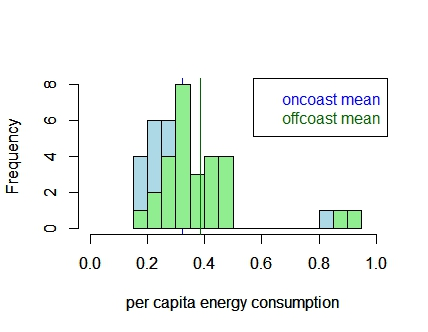 oncoast mean
offcoast mean
Frequency
8
6
4
2
0
0.0 0.2 0.4 0.6 0.8 1.0
per capita energy consumption